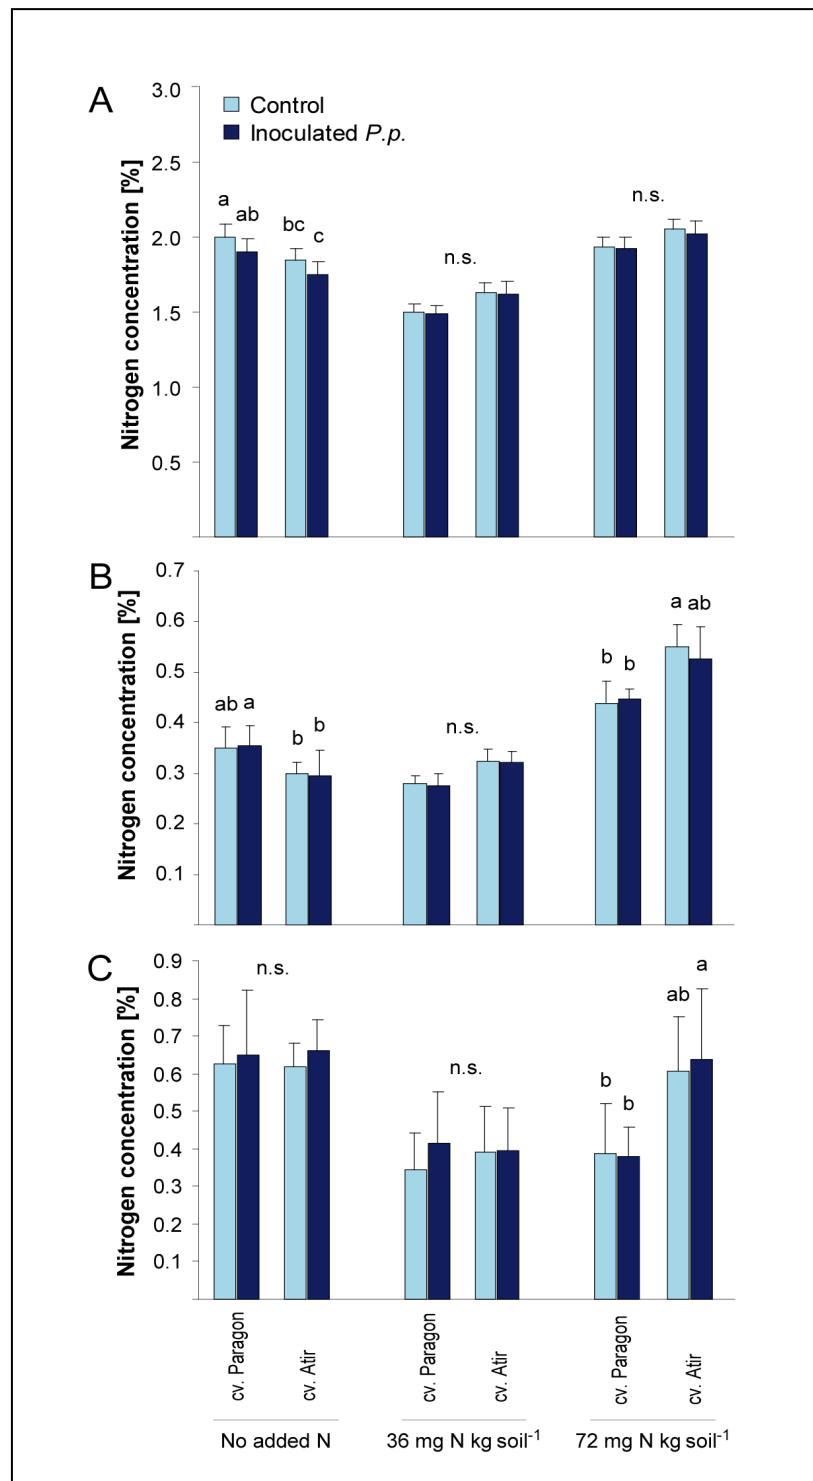 A
Nitrogen concentration [%]
3.0
2.5
2.0
1.5
1.0
0.5
Control
Inoculated P.p.
a
ab
bc
c
n.s.
n.s.
B
Nitrogen concentration [%]
0.7
0.6
0.5
0.4
0.3
0.2
0.1
ab
a
b
b
n.s.
b
b
a
ab
C
Nitrogen concentration [%]
0.9
0.8
0.7
0.6
0.5
0.4
0.3
0.2
0.1
n.s.
n.s.
b
b
ab
a
cv. Paragon
cv. Atir
cv. Paragon
cv. Atir
cv. Paragon
cv. Atir
No added N
36 mg N kg soil⁻¹
72 mg N kg soil⁻¹